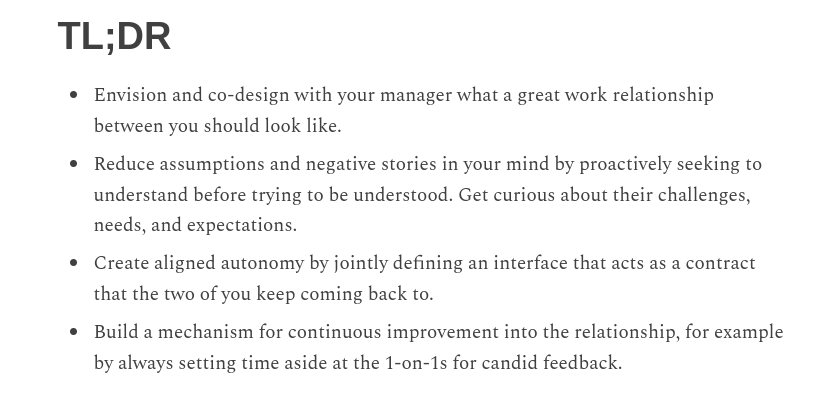 TL;DR
• Envision and co-design with your manager what a great work relationship
between you should look like.
• Reduce assumptions and negative stories in your mind by proactively seeking to
understand before trying to be understood. Get curious about their challenges,
needs, and expectations.
• Create aligned autonomy by jointly defining an interface that acts as a contract
that the two of you keep coming back to.
• Build a mechanism for continuous improvement into the relationship, for example
by always setting time aside at the 1-on-1s for candid feedback.